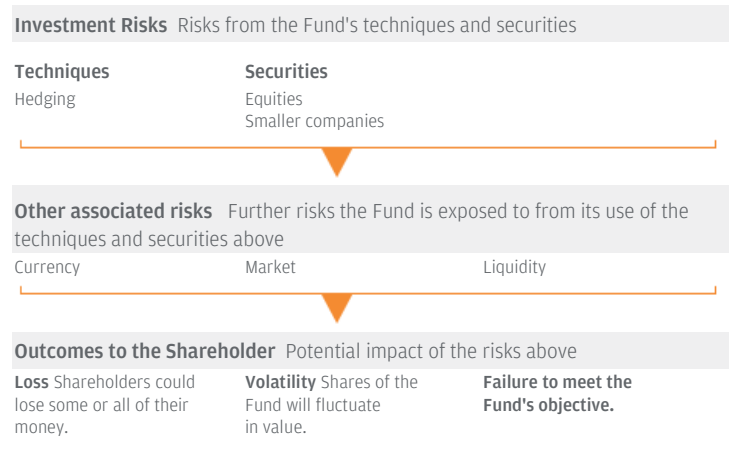 Investment Risks Risks from the Fund's techniques and securities
Techniques
Hedging
Securities
Equities
Smaller companies
Other associated risks Further risks the Fund is exposed to from its use of the
techniques and securities above
Currency
Market
Liquidity
Outcomes to the Shareholder Potential impact of the risks above
Loss Shareholders could
lose some or all of their
money.
Volatility Shares of the
Fund will fluctuate
in value.
Failure to meet the
Fund's objective.